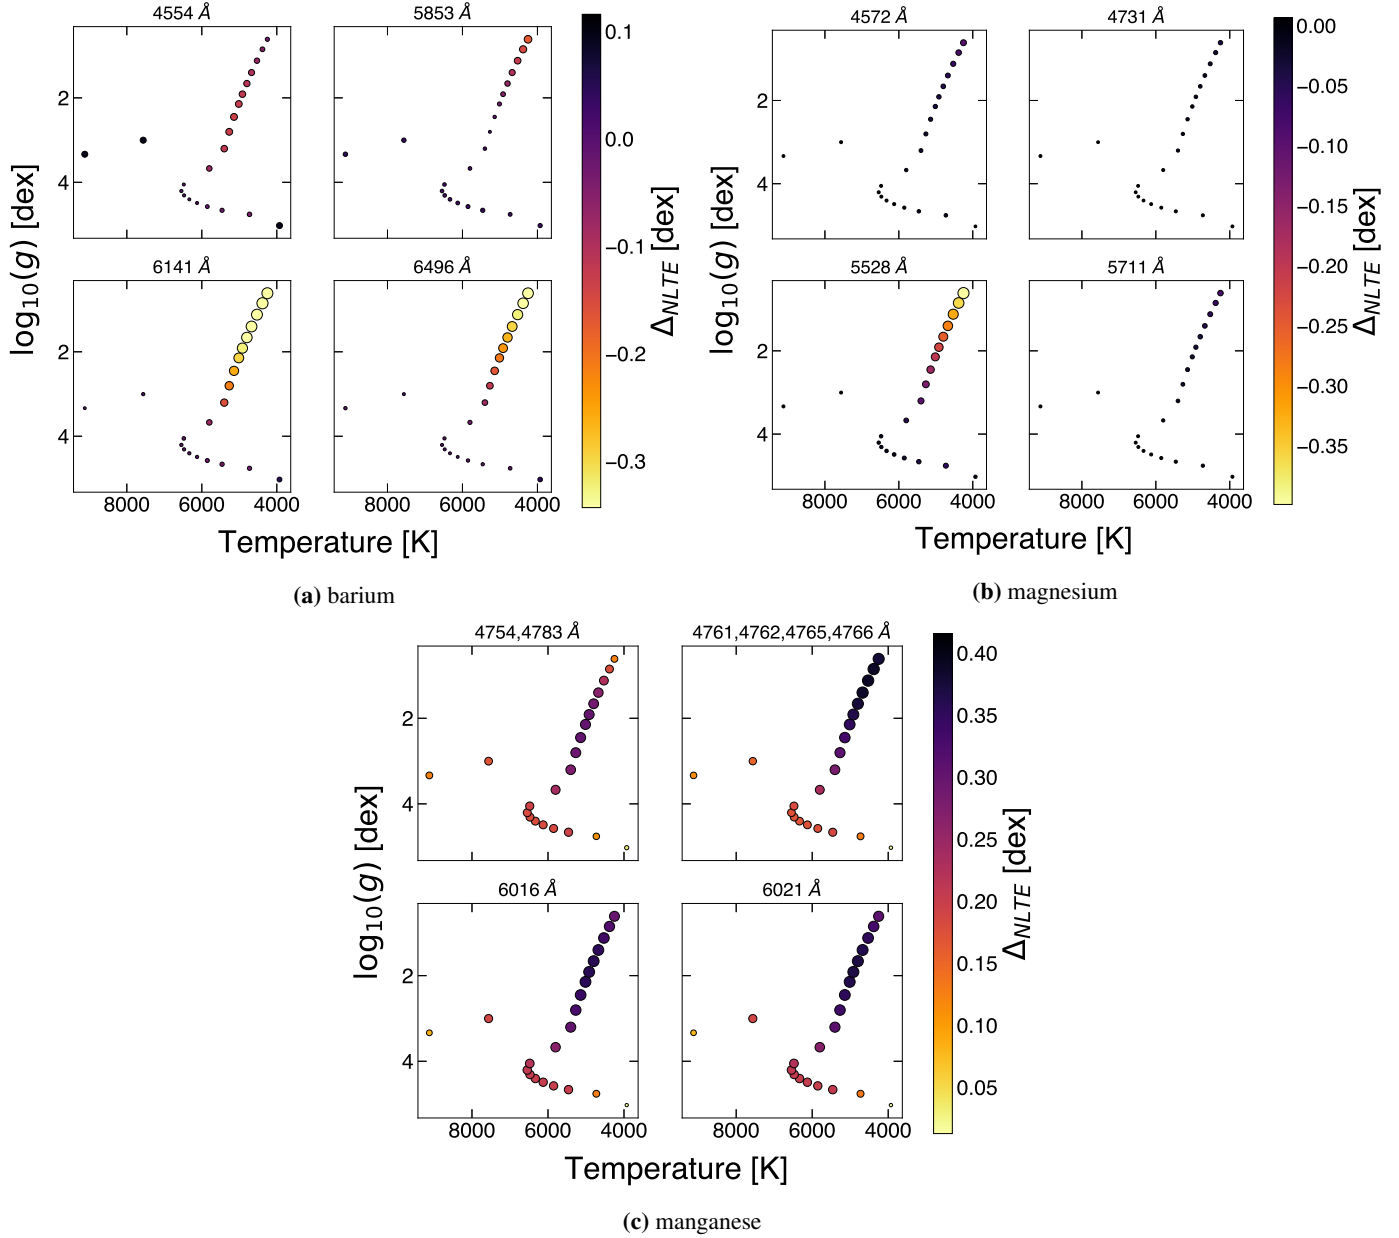 4554 Å
5853 Å
2
4
6141 Å
6496 Å
2
4
8000 6000 4000
8000 6000 4000
log10(g) [dex]
Temperature [K]
0.1
0.0
−0.1
−0.2
−0.3
ΔNLTE [dex]
(a) barium
4572 Å
4731 Å
2
4
5528 Å
5711 Å
2
4
8000 6000 4000
8000 6000 4000
log10(g) [dex]
Temperature [K]
0.00
−0.05
−0.10
−0.15
−0.20
−0.25
−0.30
−0.35
ΔNLTE [dex]
(b) magnesium
4754,4783 Å
4761,4762,4765,4766 Å
2
4
6016 Å
6021 Å
2
4
8000 6000 4000
8000 6000 4000
log10(g) [dex]
Temperature [K]
0.40
0.35
0.30
0.25
0.20
0.15
0.10
0.05
ΔNLTE [dex]
(c) manganese